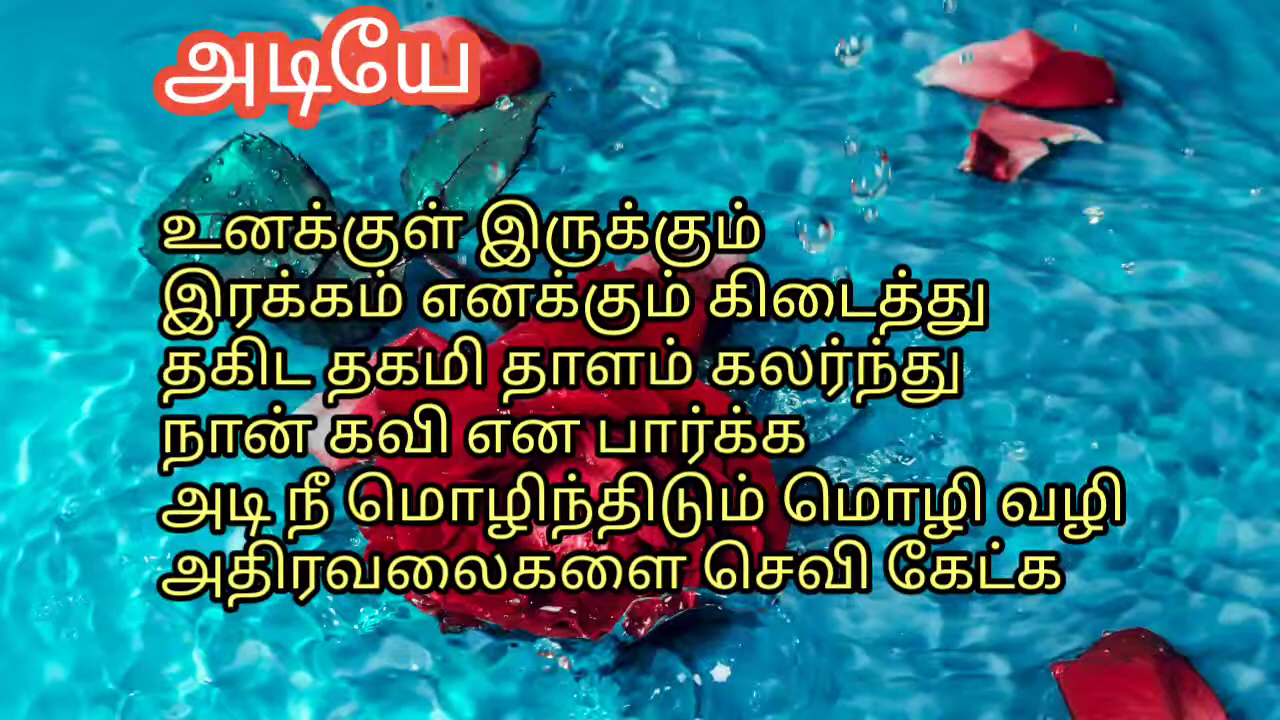 அடியே
உனக்குள் இருக்கும்
இரக்கம் எனக்கும் கிடைத்து
தகிட தகமி தாளம் கலர்ந்து
நான் கவி என பார்க்க
அடி நீ மொழிந்திடும் மொழி வழி
அதிரவலைகளை செவி கேட்க